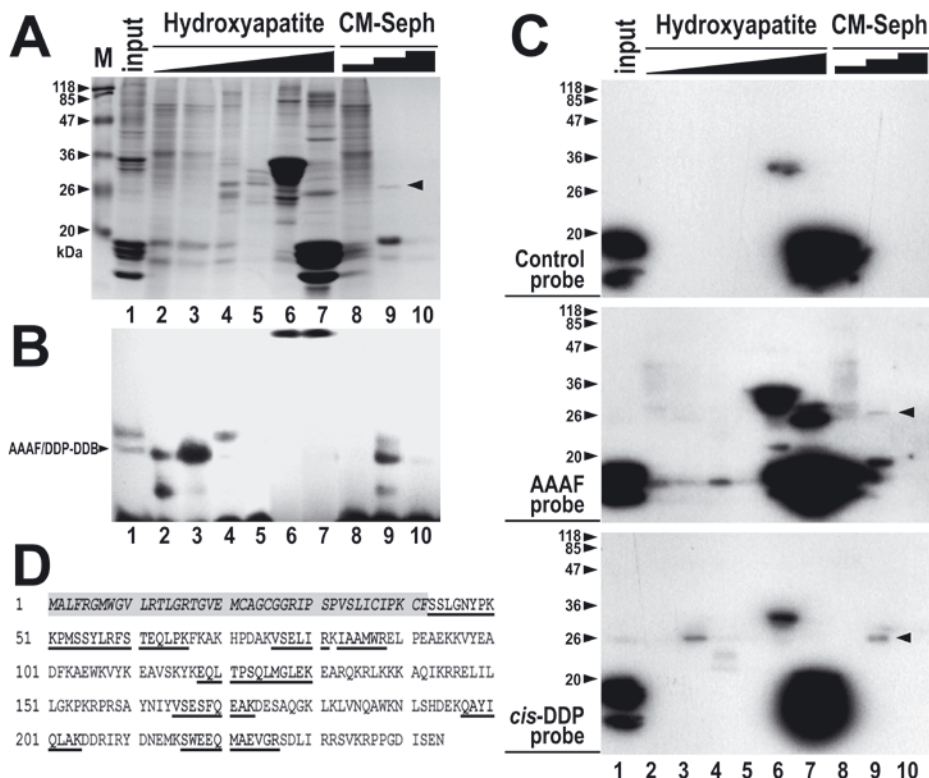 A
Hydroxyapatite CM-Seph
M input
118
85
47
36
26
20
kDa
1 2 3 4 5 6 7 8 9 10
B
AAAF/DDP-DDB
1 2 3 4 5 6 7 8 9 10
D
1 MALFRGMWGV LRTLGRTGVE MCAGCGGRIP SPVSLICIPK CFSSLGNYPK
51 KPMSSYLRFS TEQLPKFKAK HPDAKVSELI RKIAAMWREL PEAEKKVYEA
101 DFKAEWKVYK EAVSKYKEQL TPSQLMGLEK EARQKRLKKK AQIKRRELIL
151 LGKPKRPRSA YNIYVSESFQ EAKDESAQGK LKLVNQAWKN LSHDEKQAYI
201 QLAKDDRIRY DNEMKSWEEQ MAEVGRSDLI RRSVKRPPGD ISEN
C
input Hydroxyapatite CM-Seph
118
85
47
36
26
20
Control
probe
118
85
47
36
26
20
AAAF
probe
118
85
47
36
26
20
cis-DDP
probe
1 2 3 4 5 6 7 8 9 10